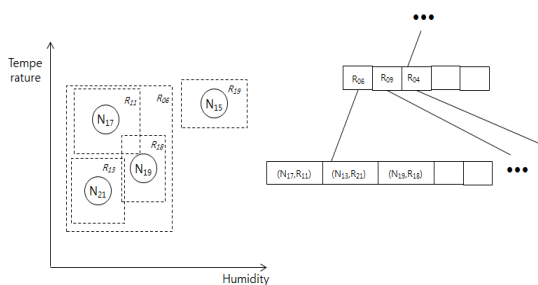 •••
Tempe
rature
R11
R06
R19
N17
N15
R18
R13
N19
N21
Humidity
R06 R09 R04
(N17,R11) (N13,R21) (N19,R18)
•••